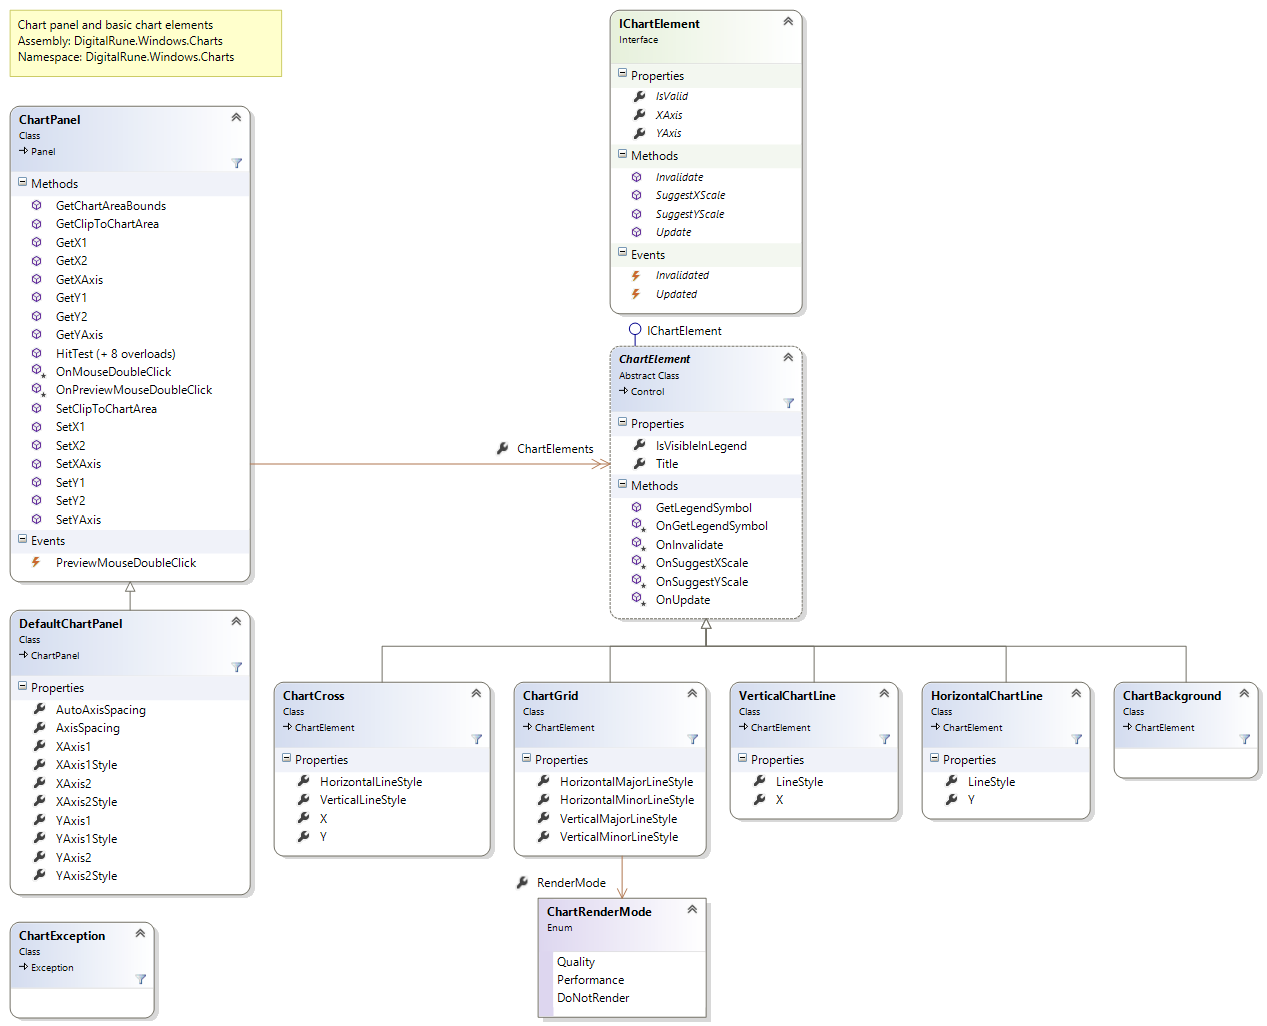 Chart panel and basic chart elements
Assembly: DigitalRune.Windows.Charts
Namespace: DigitalRune.Windows.Charts
ChartPanel
Class
Panel
Methods
GetChartAreaBounds
GetClipToChartArea
GetX1
GetX2
GetXAxis
GetY1
GetY2
GetYAxis
HitTest (+ 8 overloads)
OnMouseDoubleClick
OnPreviewMouseDoubleClick
SetClipToChartArea
SetX1
SetX2
SetXAxis
SetY1
SetY2
SetYAxis
Events
PreviewMouseDoubleClick
DefaultChartPanel
Class
ChartPanel
Properties
AutoAxisSpacing
AxisSpacing
XAxis1
XAxis1Style
XAxis2
XAxis2Style
YAxis1
YAxis1Style
YAxis2
YAxis2Style
ChartException
Class
Exception
IChartElement
Interface
Properties
IsValid
XAxis
YAxis
Methods
Invalidate
SuggestXScale
SuggestYScale
Update
Events
Invalidated
Updated
IChartElement
ChartElements
ChartElement
Abstract Class
Control
Properties
IsVisibleInLegend
Title
Methods
GetLegendSymbol
OnGetLegendSymbol
OnInvalidate
OnSuggestXScale
OnSuggestYScale
OnUpdate
ChartCross
Class
ChartElement
Properties
HorizontalLineStyle
VerticalLineStyle
X
Y
ChartGrid
Class
ChartElement
Properties
HorizontalMajorLineStyle
HorizontalMinorLineStyle
VerticalMajorLineStyle
VerticalMinorLineStyle
VerticalChartLine
Class
ChartElement
Properties
LineStyle
X
HorizontalChartLine
Class
ChartElement
Properties
LineStyle
Y
ChartBackground
Class
ChartElement
RenderMode
ChartRenderMode
Enum
Quality
Performance
DoNotRender